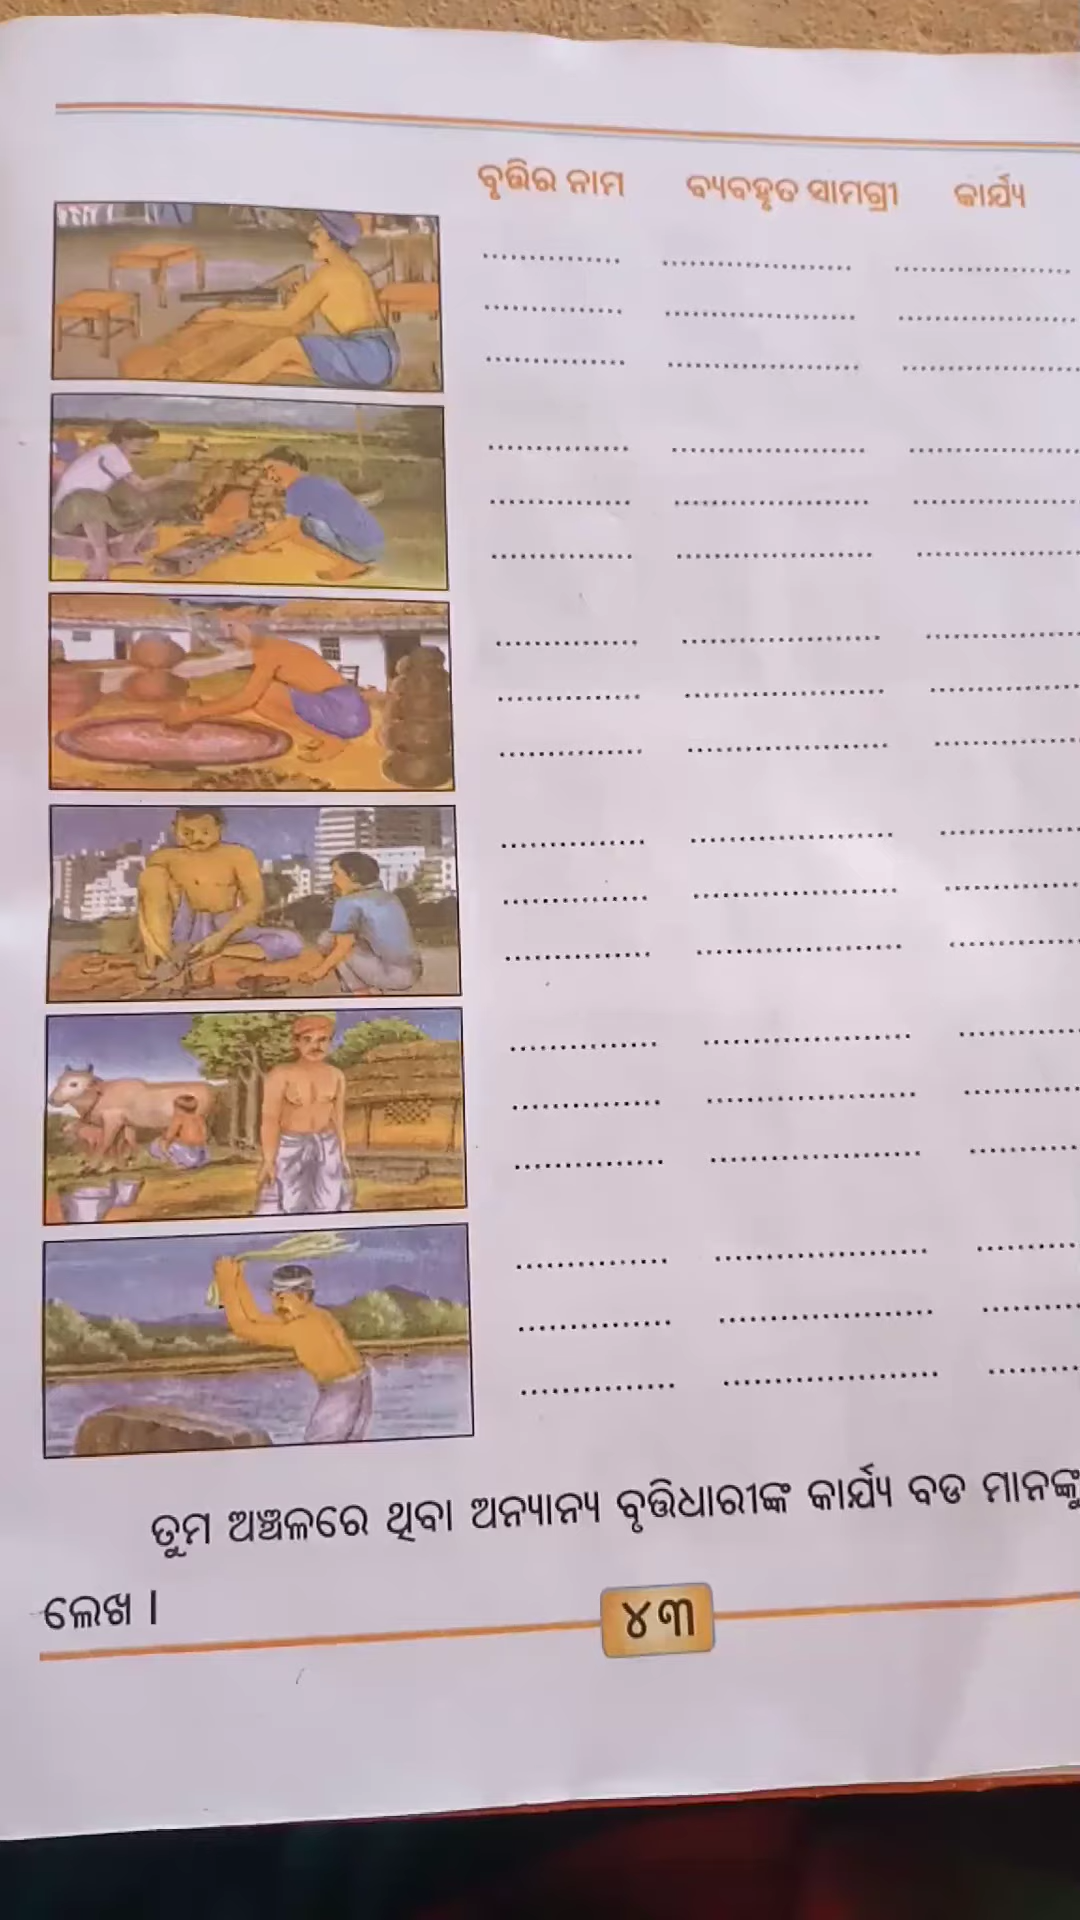 ବୃତ୍ତିର ନାମ ବ୍ୟବହୃତ ସାମଗ୍ରୀ କାର୍ଯ୍ୟ
ତୁମ ଅଞ୍ଚଳରେ ଥିବା ଅନ୍ୟାନ୍ୟ ବୃତ୍ତିଧାରୀଙ୍କ କାର୍ଯ୍ୟ ବଡ ମାନଙ୍କୁ
ଲେଖ ।
୪୩